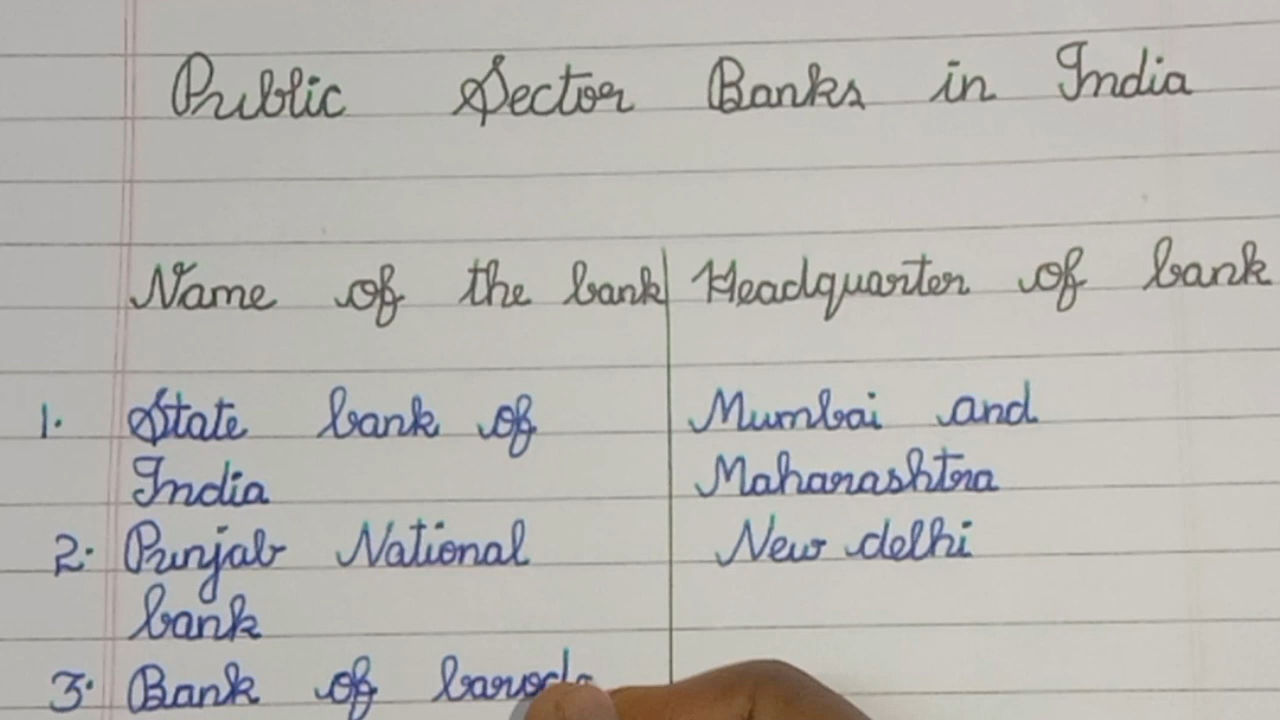 Public Sector Banks in India
Name of the bank Headquarter of bank
1. State bank of Mumbai and
India Maharashtra
2. Punjab National New delhi
bank
3. Bank of baroda